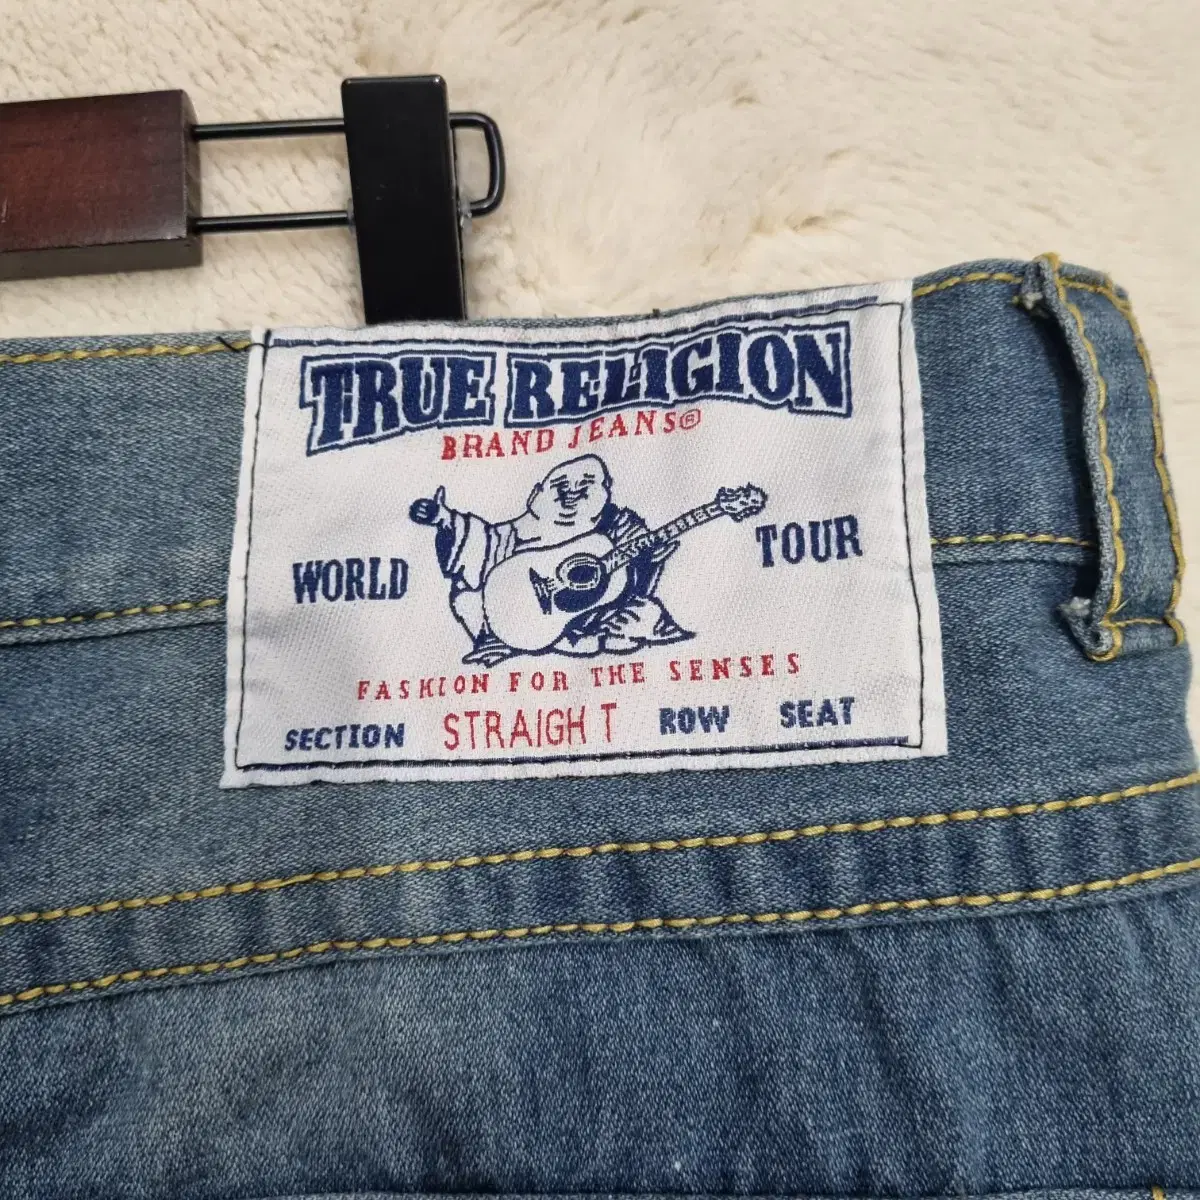 TRUE RELIGION
BRAND JEANS®
WORLD TOUR
FASHION FOR THE SENSES
SECTION STRAIGHT ROW SEAT